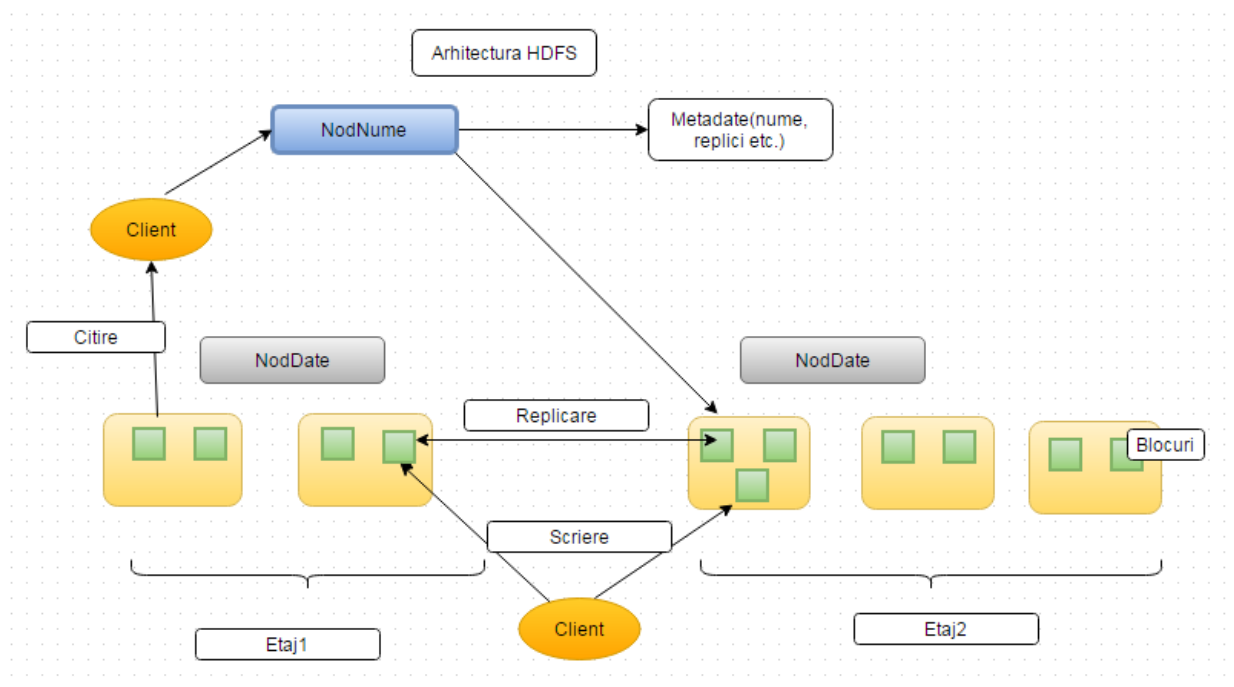 Arhitectura HDFS
NodNume
Metadate(nume,
replici etc.)
Client
Citire
NodDate
NodDate
Replicare
Blocuri
Scriere
Etaj1
Client
Etaj2